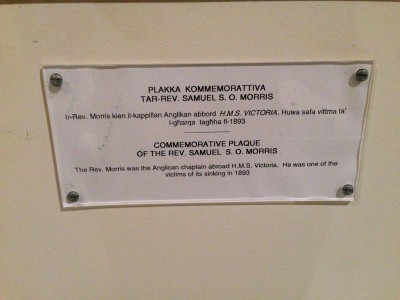 PLAKKA KOMMEMORATTIVA
TAR-REV. SAMUEL S. O. MORRIS
Ir-Rev. Morris kien il-kappillan Anglikan abbord H.M.S. VICTORIA. Huwa safa vittma ta'
l-għarqa tagħha fl-1893
COMMEMORATIVE PLAQUE
OF THE REV. SAMUEL S. O. MORRIS
The Rev. Morris was the Anglican chaplain abroad H.M.S. Victoria. He was one of the
victims of its sinking in 1893